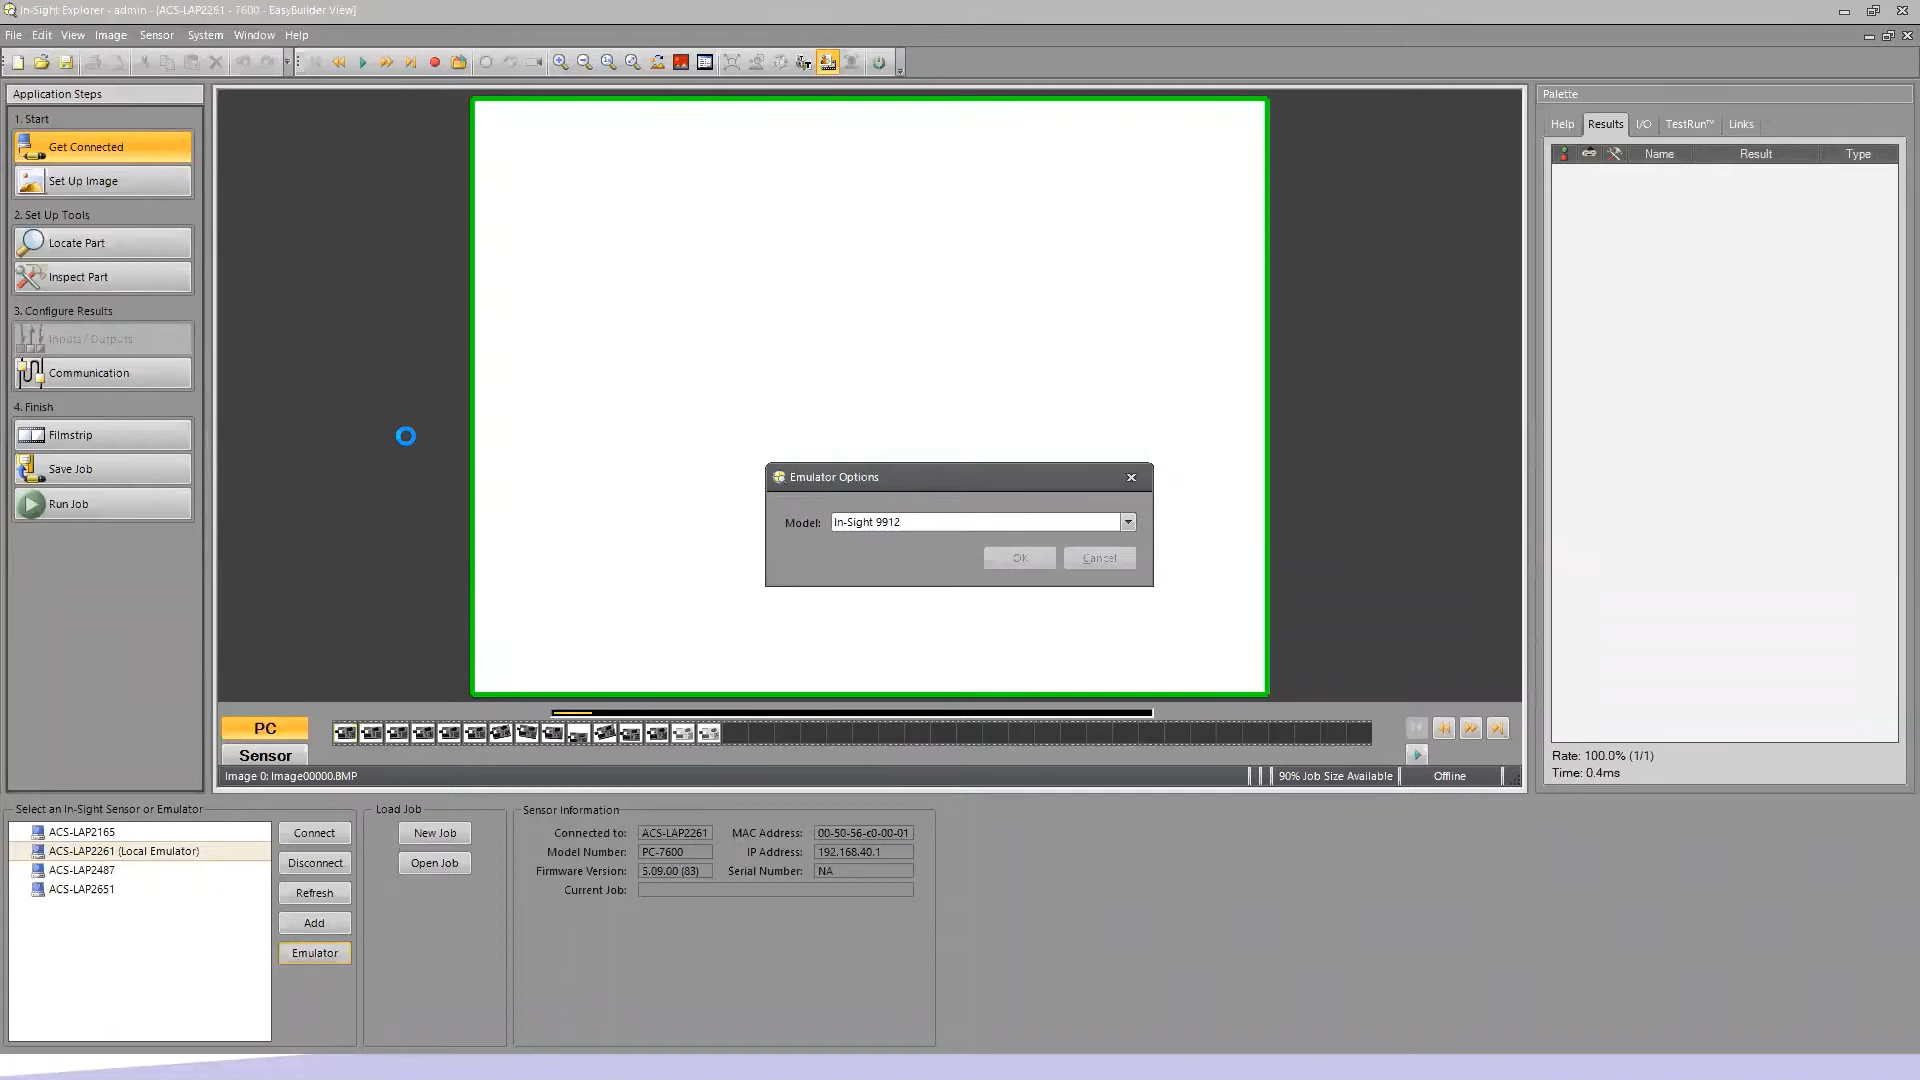 In-Sight Explorer - admin - [ACS-LAP2261 - 7600 - EasyBuilder View]
File Edit View Image Sensor System Window Help
Application Steps
1. Start
Get Connected
Set Up Image
2. Set Up Tools
Locate Part
Inspect Part
3. Configure Results
Inputs / Outputs
Communication
4. Finish
Filmstrip
Save Job
Run Job
Emulator Options
Model: In-Sight 9912
OK Cancel
PC
Sensor
Image 0: Image00000.BMP
90% Job Size Available Offline
Palette
Help Results I/O TestRun™ Links
Name Result Type
Rate: 100.0% (1/1)
Time: 0.4ms
Select an In-Sight Sensor or Emulator
ACS-LAP2165
ACS-LAP2261 (Local Emulator)
ACS-LAP2487
ACS-LAP2651
Connect
Disconnect
Refresh
Add
Emulator
Load Job
New Job
Open Job
Sensor Information
Connected to: ACS-LAP2261 MAC Address: 00-50-56-c0-00-01
Model Number: PC-7600 IP Address: 192.168.40.1
Firmware Version: 5.09.00 (83) Serial Number: NA
Current Job: